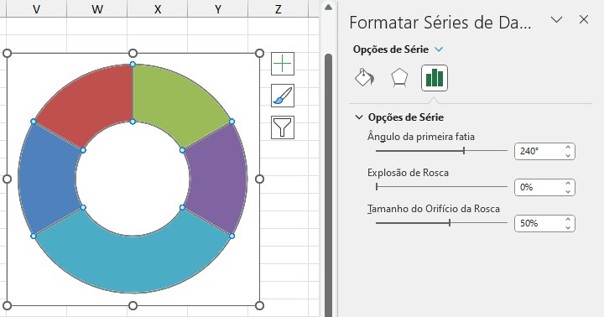 V W X Y Z
Formatar Séries de Da...
Opções de Série
Opções de Série
Ângulo da primeira fatia
240°
Explosão de Rosca
0%
Tamanho do Orifício da Rosca
50%